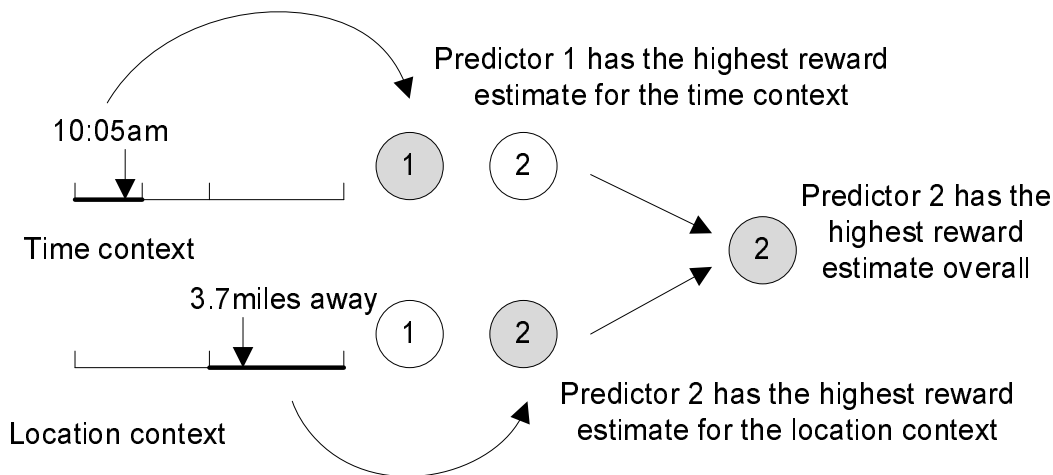 Predictor 1 has the highest reward
estimate for the time context
10:05am
1
2
Time context
Predictor 2 has the
highest reward
estimate overall
2
3.7miles away
1
2
Location context
Predictor 2 has the highest reward
estimate for the location context